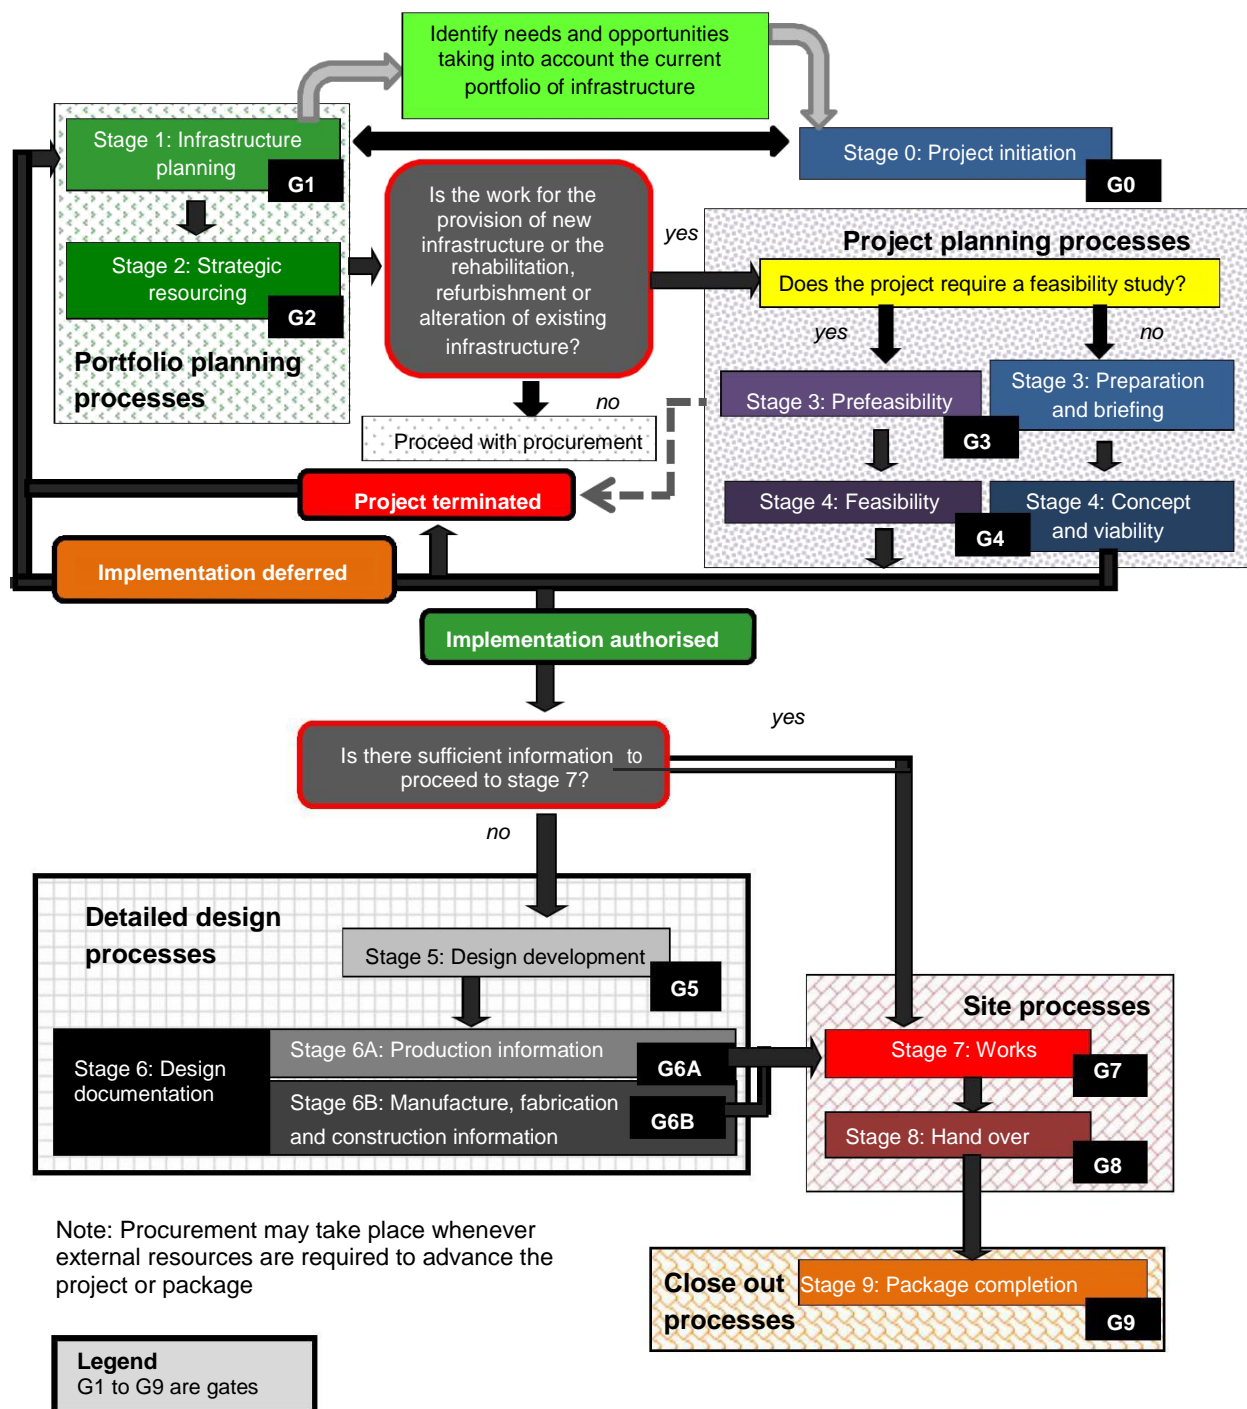 Identify needs and opportunities
taking into account the current
portfolio of infrastructure
Stage 1: Infrastructure
planning
G1
Stage 0: Project initiation
G0
Is the work for the
provision of new
infrastructure or the
rehabilitation,
refurbishment or
alteration of existing
infrastructure?
yes
Project planning processes
Does the project require a feasibility study?
Stage 2: Strategic
resourcing
G2
yes
no
Portfolio planning
processes
no
Stage 3: Prefeasibility
G3
Stage 3: Preparation
and briefing
Proceed with procurement
Project terminated
Stage 4: Feasibility
G4
Stage 4: Concept
and viability
Implementation deferred
Implementation authorised
yes
Is there sufficient information to
proceed to stage 7?
no
Detailed design
processes
Stage 5: Design development
G5
Site processes
Stage 6: Design
documentation
Stage 6A: Production information
G6A
Stage 6B: Manufacture, fabrication
and construction information
G6B
Stage 7: Works
G7
Stage 8: Hand over
G8
Note: Procurement may take place whenever
external resources are required to advance the
project or package
Close out
processes
Stage 9: Package completion
G9
Legend
G1 to G9 are gates